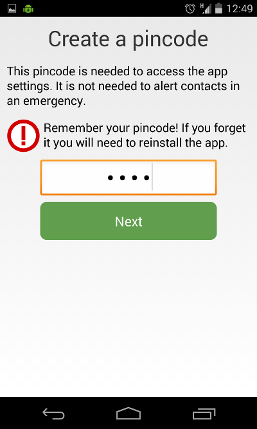 12:49
Create a pincode
This pincode is needed to access the app
settings. It is not needed to alert contacts in
an emergency.
Remember your pincode! If you forget
it you will need to reinstall the app.
Next